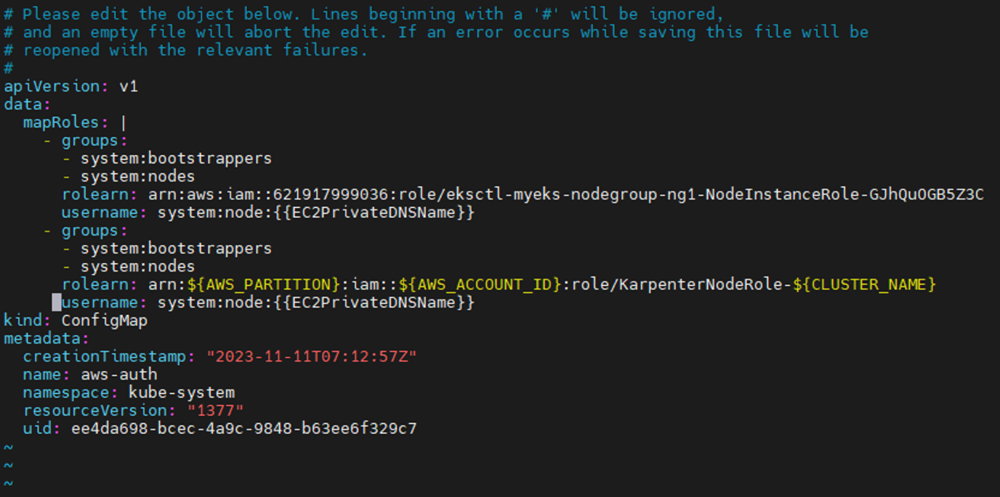 # Please edit the object below. Lines beginning with a '#' will be ignored,
# and an empty file will abort the edit. If an error occurs while saving this file will be
# reopened with the relevant failures.
#
apiVersion: v1
data:
  mapRoles: |
    - groups:
      - system:bootstrappers
      - system:nodes
      rolearn: arn:aws:iam::621917999036:role/eksctl-myeks-nodegroup-ng1-NodeInstanceRole-GJhQuOGB5Z3C
      username: system:node:{{EC2PrivateDNSName}}
    - groups:
      - system:bootstrappers
      - system:nodes
      rolearn: arn:${AWS_PARTITION}:iam::${AWS_ACCOUNT_ID}:role/KarpenterNodeRole-${CLUSTER_NAME}
      username: system:node:{{EC2PrivateDNSName}}
kind: ConfigMap
metadata:
  creationTimestamp: "2023-11-11T07:12:57Z"
  name: aws-auth
  namespace: kube-system
  resourceVersion: "1377"
  uid: ee4da698-bcec-4a9c-9848-b63ee6f329c7
~
~
~